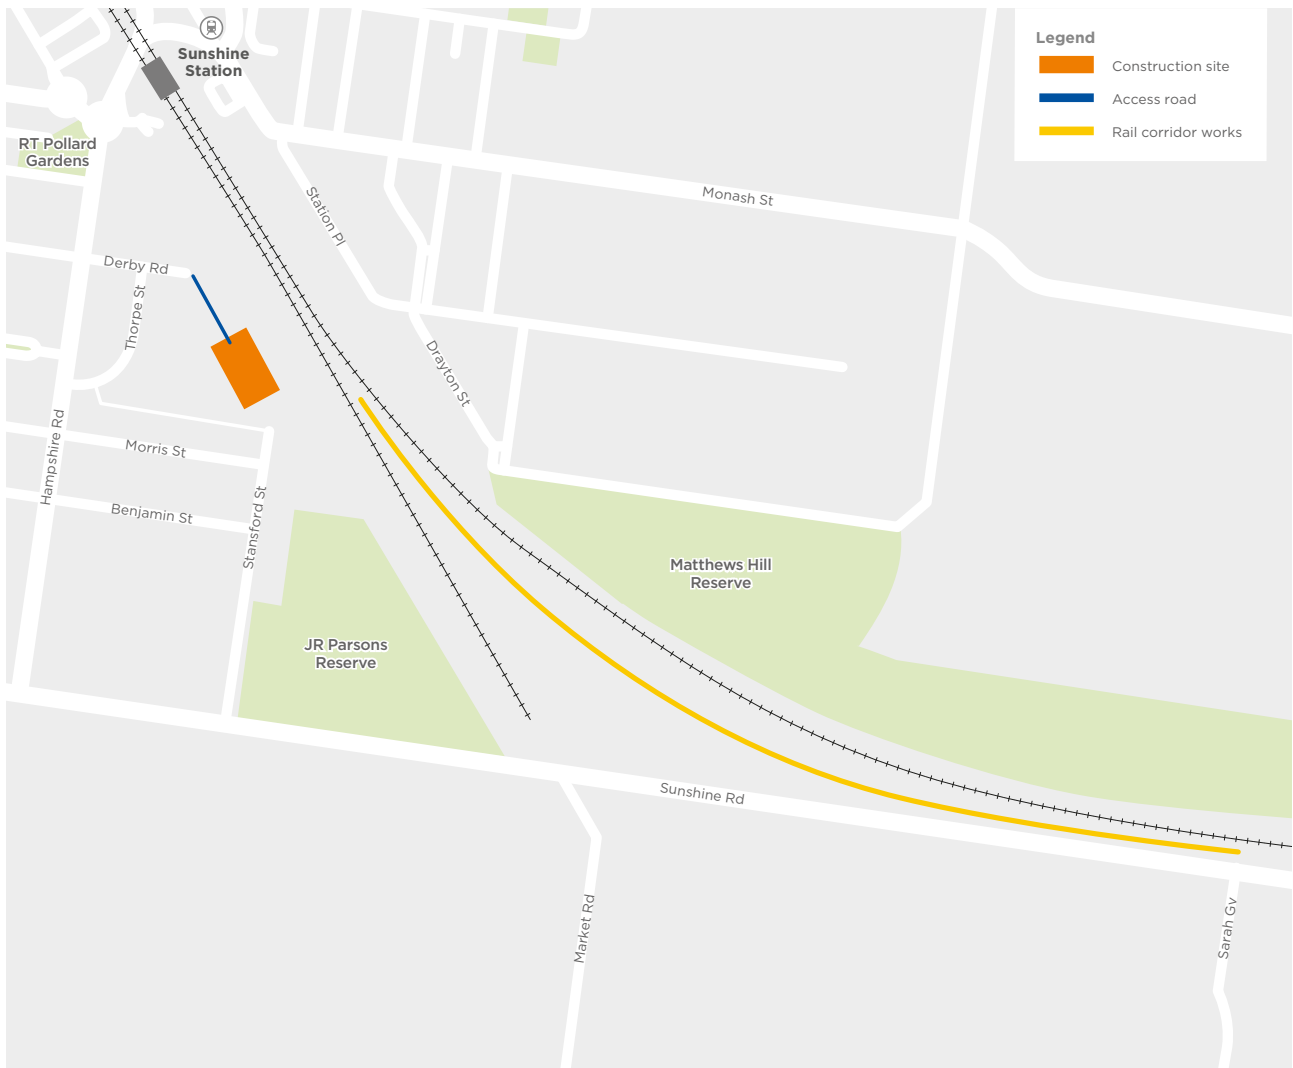 Sunshine
Station
Legend
Construction site
Access road
Rail corridor works
RT Pollard
Gardens
Monash St
Station Pl
Derby Rd
Thorpe St
Drayton St
Hampshire Rd
Morris St
Benjamin St
Stansford St
Matthews Hill
Reserve
JR Parsons
Reserve
Sunshine Rd
Market Rd
Sarah Gv